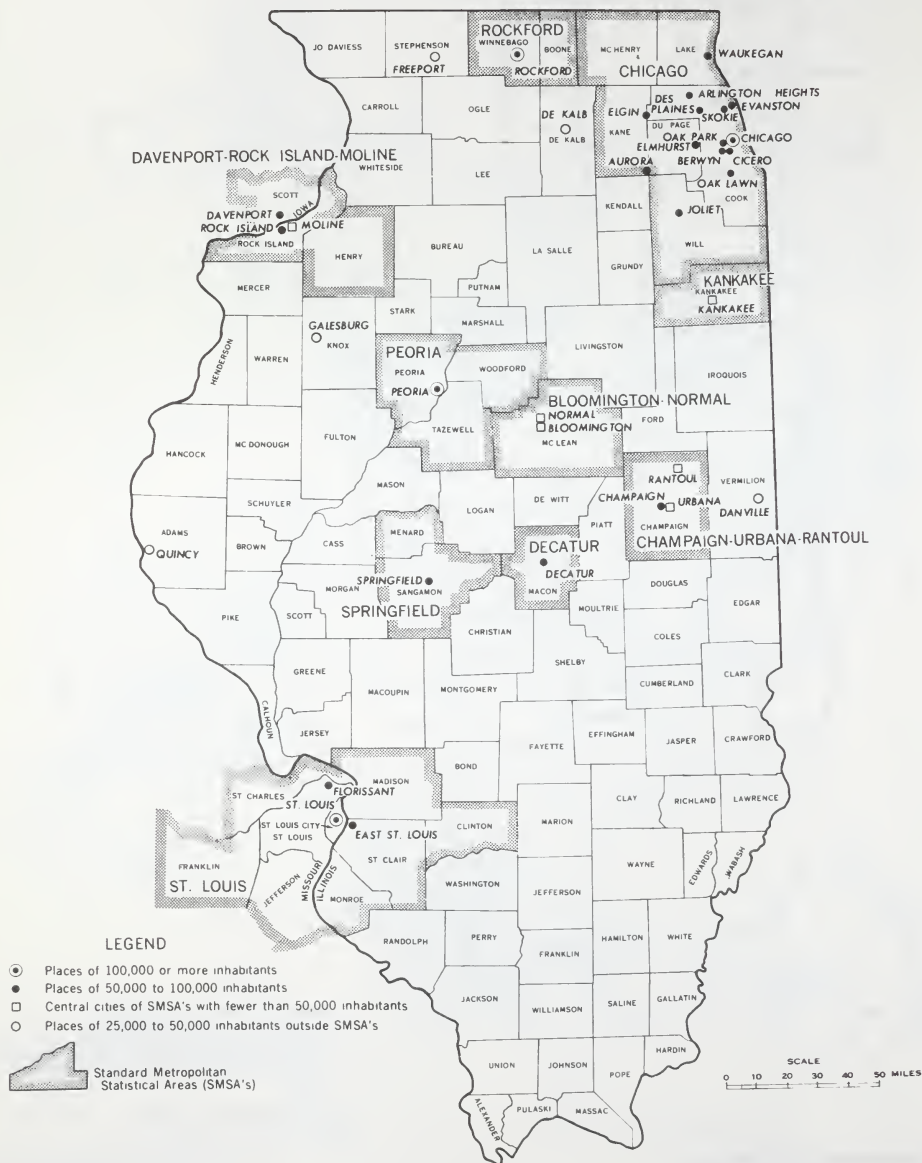 ROCKFORD
WINNEBAGO
BOONE
ROCKFORD
JO DAVIESS
STEPHENSON
FREEPORT
MC HENRY
LAKE
WAUKEGAN
CHICAGO
CARROLL
OGLE
DE KALB
DE KALB
ELGIN
KANE
DES
PLAINES
ARLINGTON HEIGHTS
EVANSTON
SKOKIE
DU PAGE
OAK PARK
CHICAGO
ELMHURST
BERWYN
CICERO
AURORA
OAK LAWN
COOK
DAVENPORT-ROCK ISLAND-MOLINE
WHITESIDE
LEE
SCOTT
IOWA
DAVENPORT
ROCK ISLAND
MOLINE
ROCK ISLAND
HENRY
BUREAU
LA SALLE
KENDALL
JOLIET
WILL
GRUNDY
MERCER
PUTNAM
KANKAKEE
KANKAKEE
KANKAKEE
STARK
MARSHALL
GALESBURG
KNOX
HENDERSON
WARREN
PEORIA
PEORIA
PEORIA
WOODFORD
LIVINGSTON
IROQUOIS
BLOOMINGTON-NORMAL
NORMAL
BLOOMINGTON
MC LEAN
FORD
TAZEWELL
FULTON
HANCOCK
MC DONOUGH
MASON
SCHUYLER
LOGAN
DE WITT
RANTOUL
CHAMPAIGN
URBANA
CHAMPAIGN
VERMILION
DANVILLE
CHAMPAIGN-URBANA-RANTOUL
ADAMS
QUINCY
BROWN
CASS
MENARD
PIATT
DECATUR
DECATUR
MACON
SPRINGFIELD
SANGAMON
SPRINGFIELD
MORGAN
SCOTT
PIKE
CHRISTIAN
MOULTRIE
DOUGLAS
EDGAR
COLES
SHELBY
GREENE
MACOUPIN
MONTGOMERY
CUMBERLAND
CLARK
CALHOUN
JERSEY
FAYETTE
EFFINGHAM
JASPER
CRAWFORD
BOND
MADISON
ST CHARLES
FLORISSANT
ST. LOUIS
ST LOUIS CITY
ST LOUIS
EAST ST. LOUIS
CLINTON
CLAY
RICHLAND
LAWRENCE
MARION
ST CLAIR
FRANKLIN
ST. LOUIS
JEFFERSON
MISSOURI
ILLINOIS
MONROE
WASHINGTON
WAYNE
EDWARDS
WABASH
JEFFERSON
RANDOLPH
PERRY
HAMILTON
WHITE
FRANKLIN
JACKSON
WILLIAMSON
SALINE
GALLATIN
UNION
JOHNSON
POPE
HARDIN
ALEXANDER
PULASKI
MASSAC
LEGEND
Places of 100,000 or more inhabitants
Places of 50,000 to 100,000 inhabitants
Central cities of SMSA's with fewer than 50,000 inhabitants
Places of 25,000 to 50,000 inhabitants outside SMSA's
Standard Metropolitan
Statistical Areas (SMSA's)
SCALE
0 10 20 30 40 50 MILES